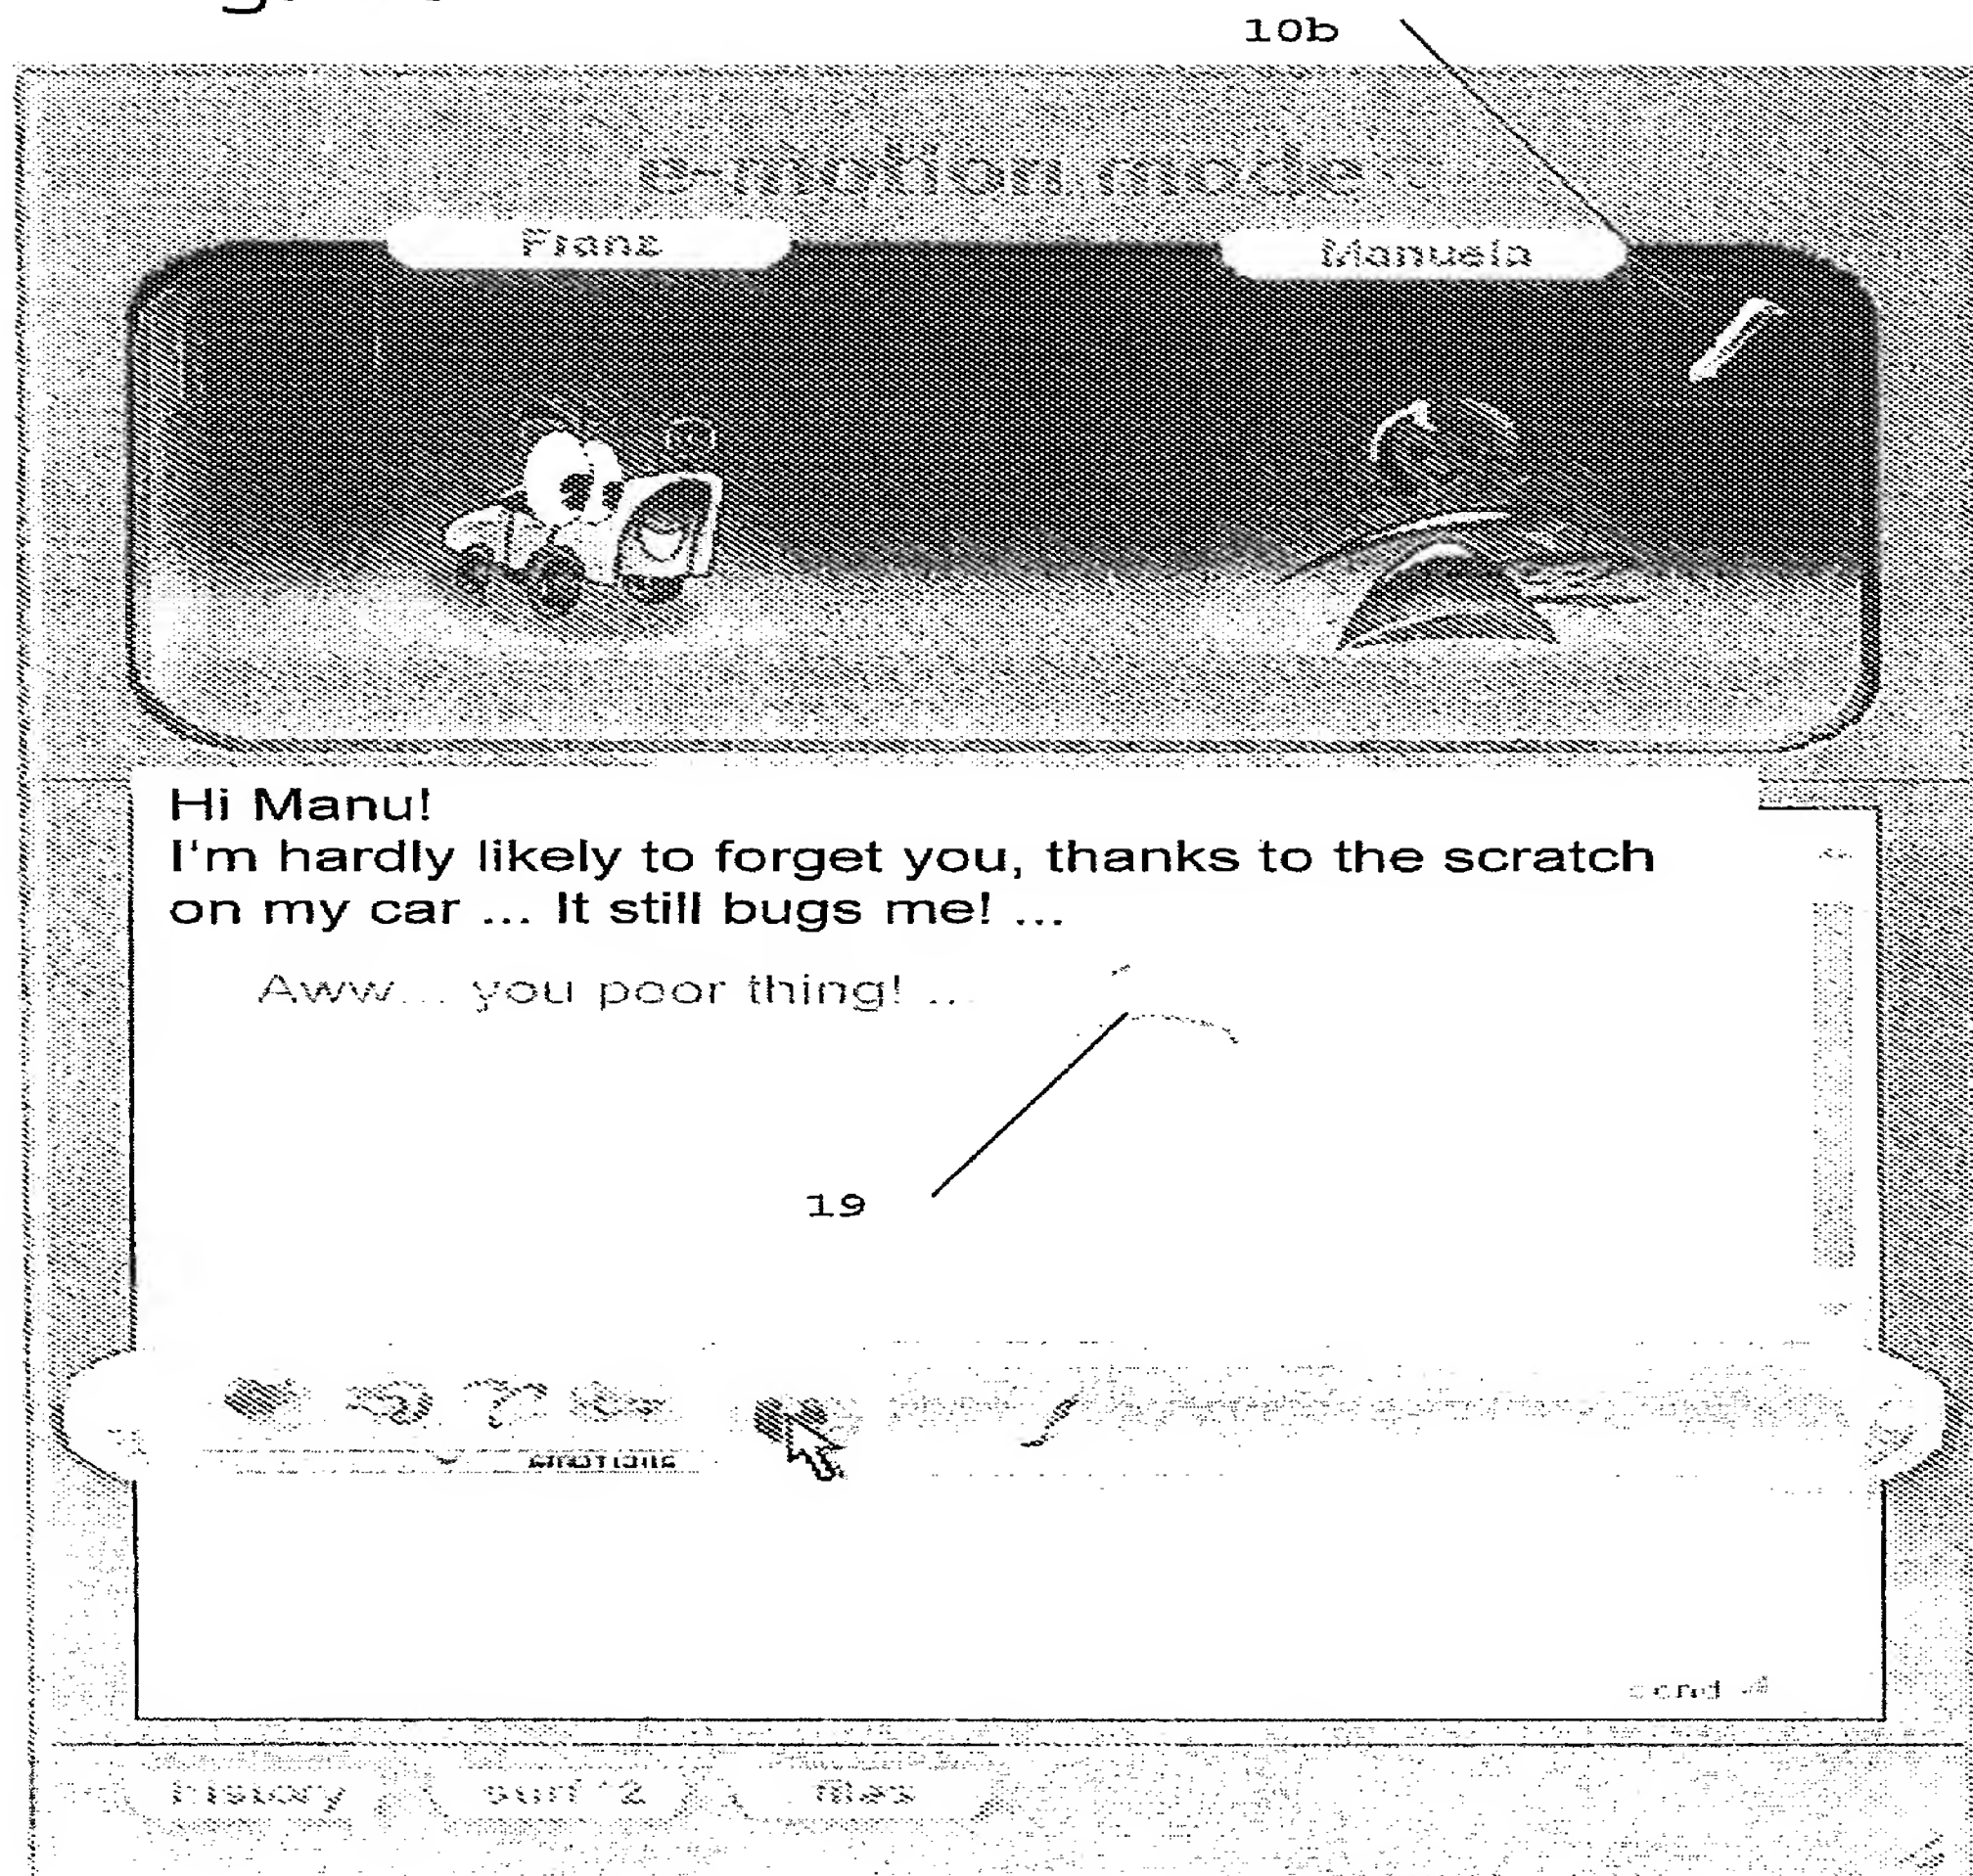 10b
e-motion mode
Franz
Manuela
Hi Manu!
I'm hardly likely to forget you, thanks to the scratch
on my car ... It still bugs me! ...
Aww... you poor thing! ...
19
emotions
send
history
surf 2
files